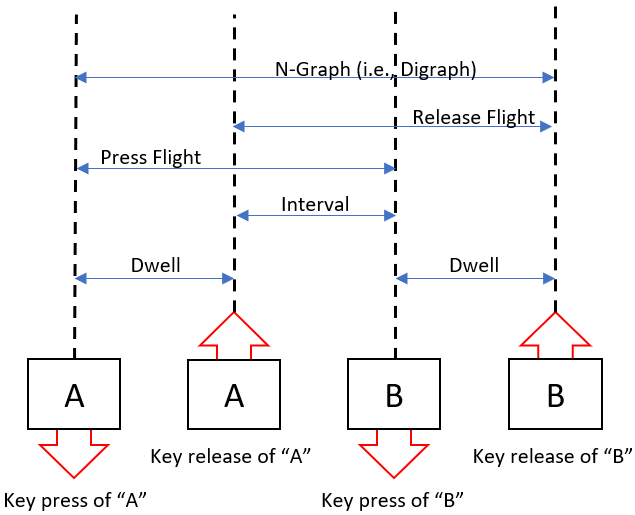 N-Graph (i.e., Digraph)
Release Flight
Press Flight
Interval
Dwell
Dwell
A
A
B
B
Key release of “A”
Key release of “B”
Key press of “A”
Key press of “B”